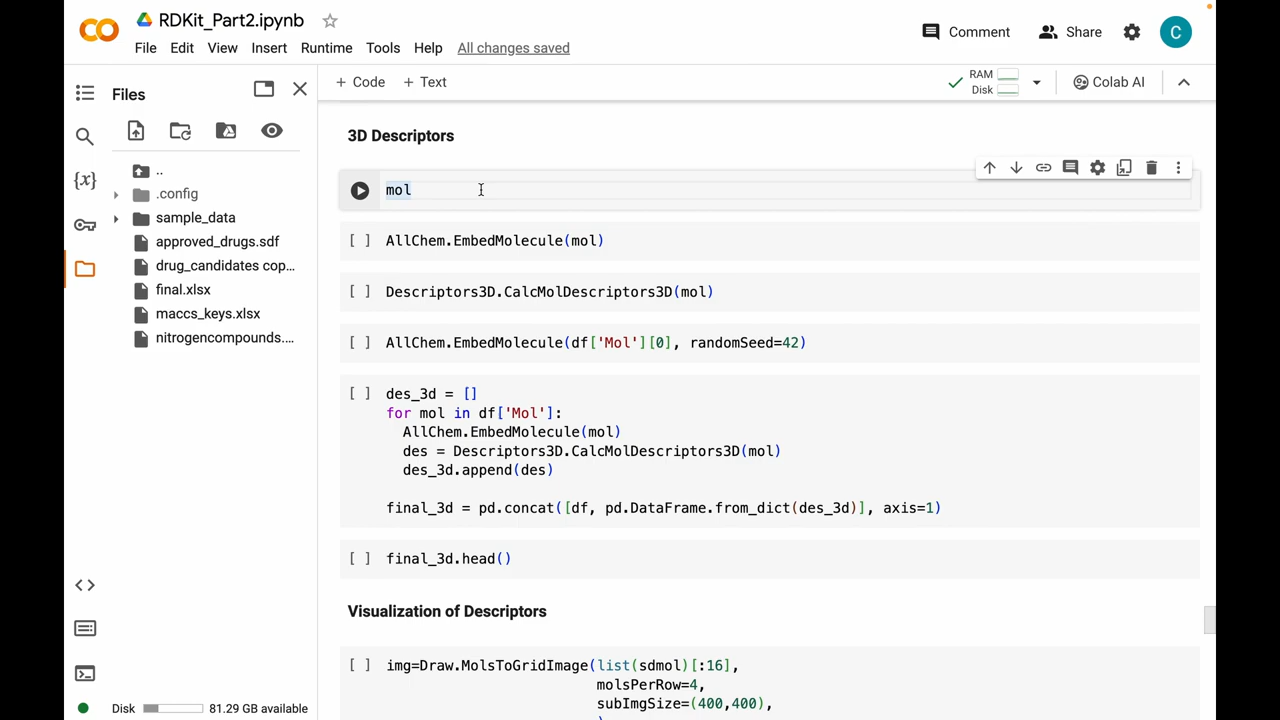 RDKit_Part2.ipynb
File Edit View Insert Runtime Tools Help All changes saved
Comment Share C
Files
+ Code + Text
RAM
Disk
Colab AI
{x}
..
.config
sample_data
approved_drugs.sdf
drug_candidates cop...
final.xlsx
maccs_keys.xlsx
nitrogencompounds....
3D Descriptors
mol
[ ] AllChem.EmbedMolecule(mol)
[ ] Descriptors3D.CalcMolDescriptors3D(mol)
[ ] AllChem.EmbedMolecule(df['Mol'][0], randomSeed=42)
[ ] des_3d = []
for mol in df['Mol']:
AllChem.EmbedMolecule(mol)
des = Descriptors3D.CalcMolDescriptors3D(mol)
des_3d.append(des)
final_3d = pd.concat([df, pd.DataFrame.from_dict(des_3d)], axis=1)
[ ] final_3d.head()
Visualization of Descriptors
[ ] img=Draw.MolsToGridImage(list(sdmol)[:16],
molsPerRow=4,
subImgSize=(400,400),
)
Disk 81.29 GB available